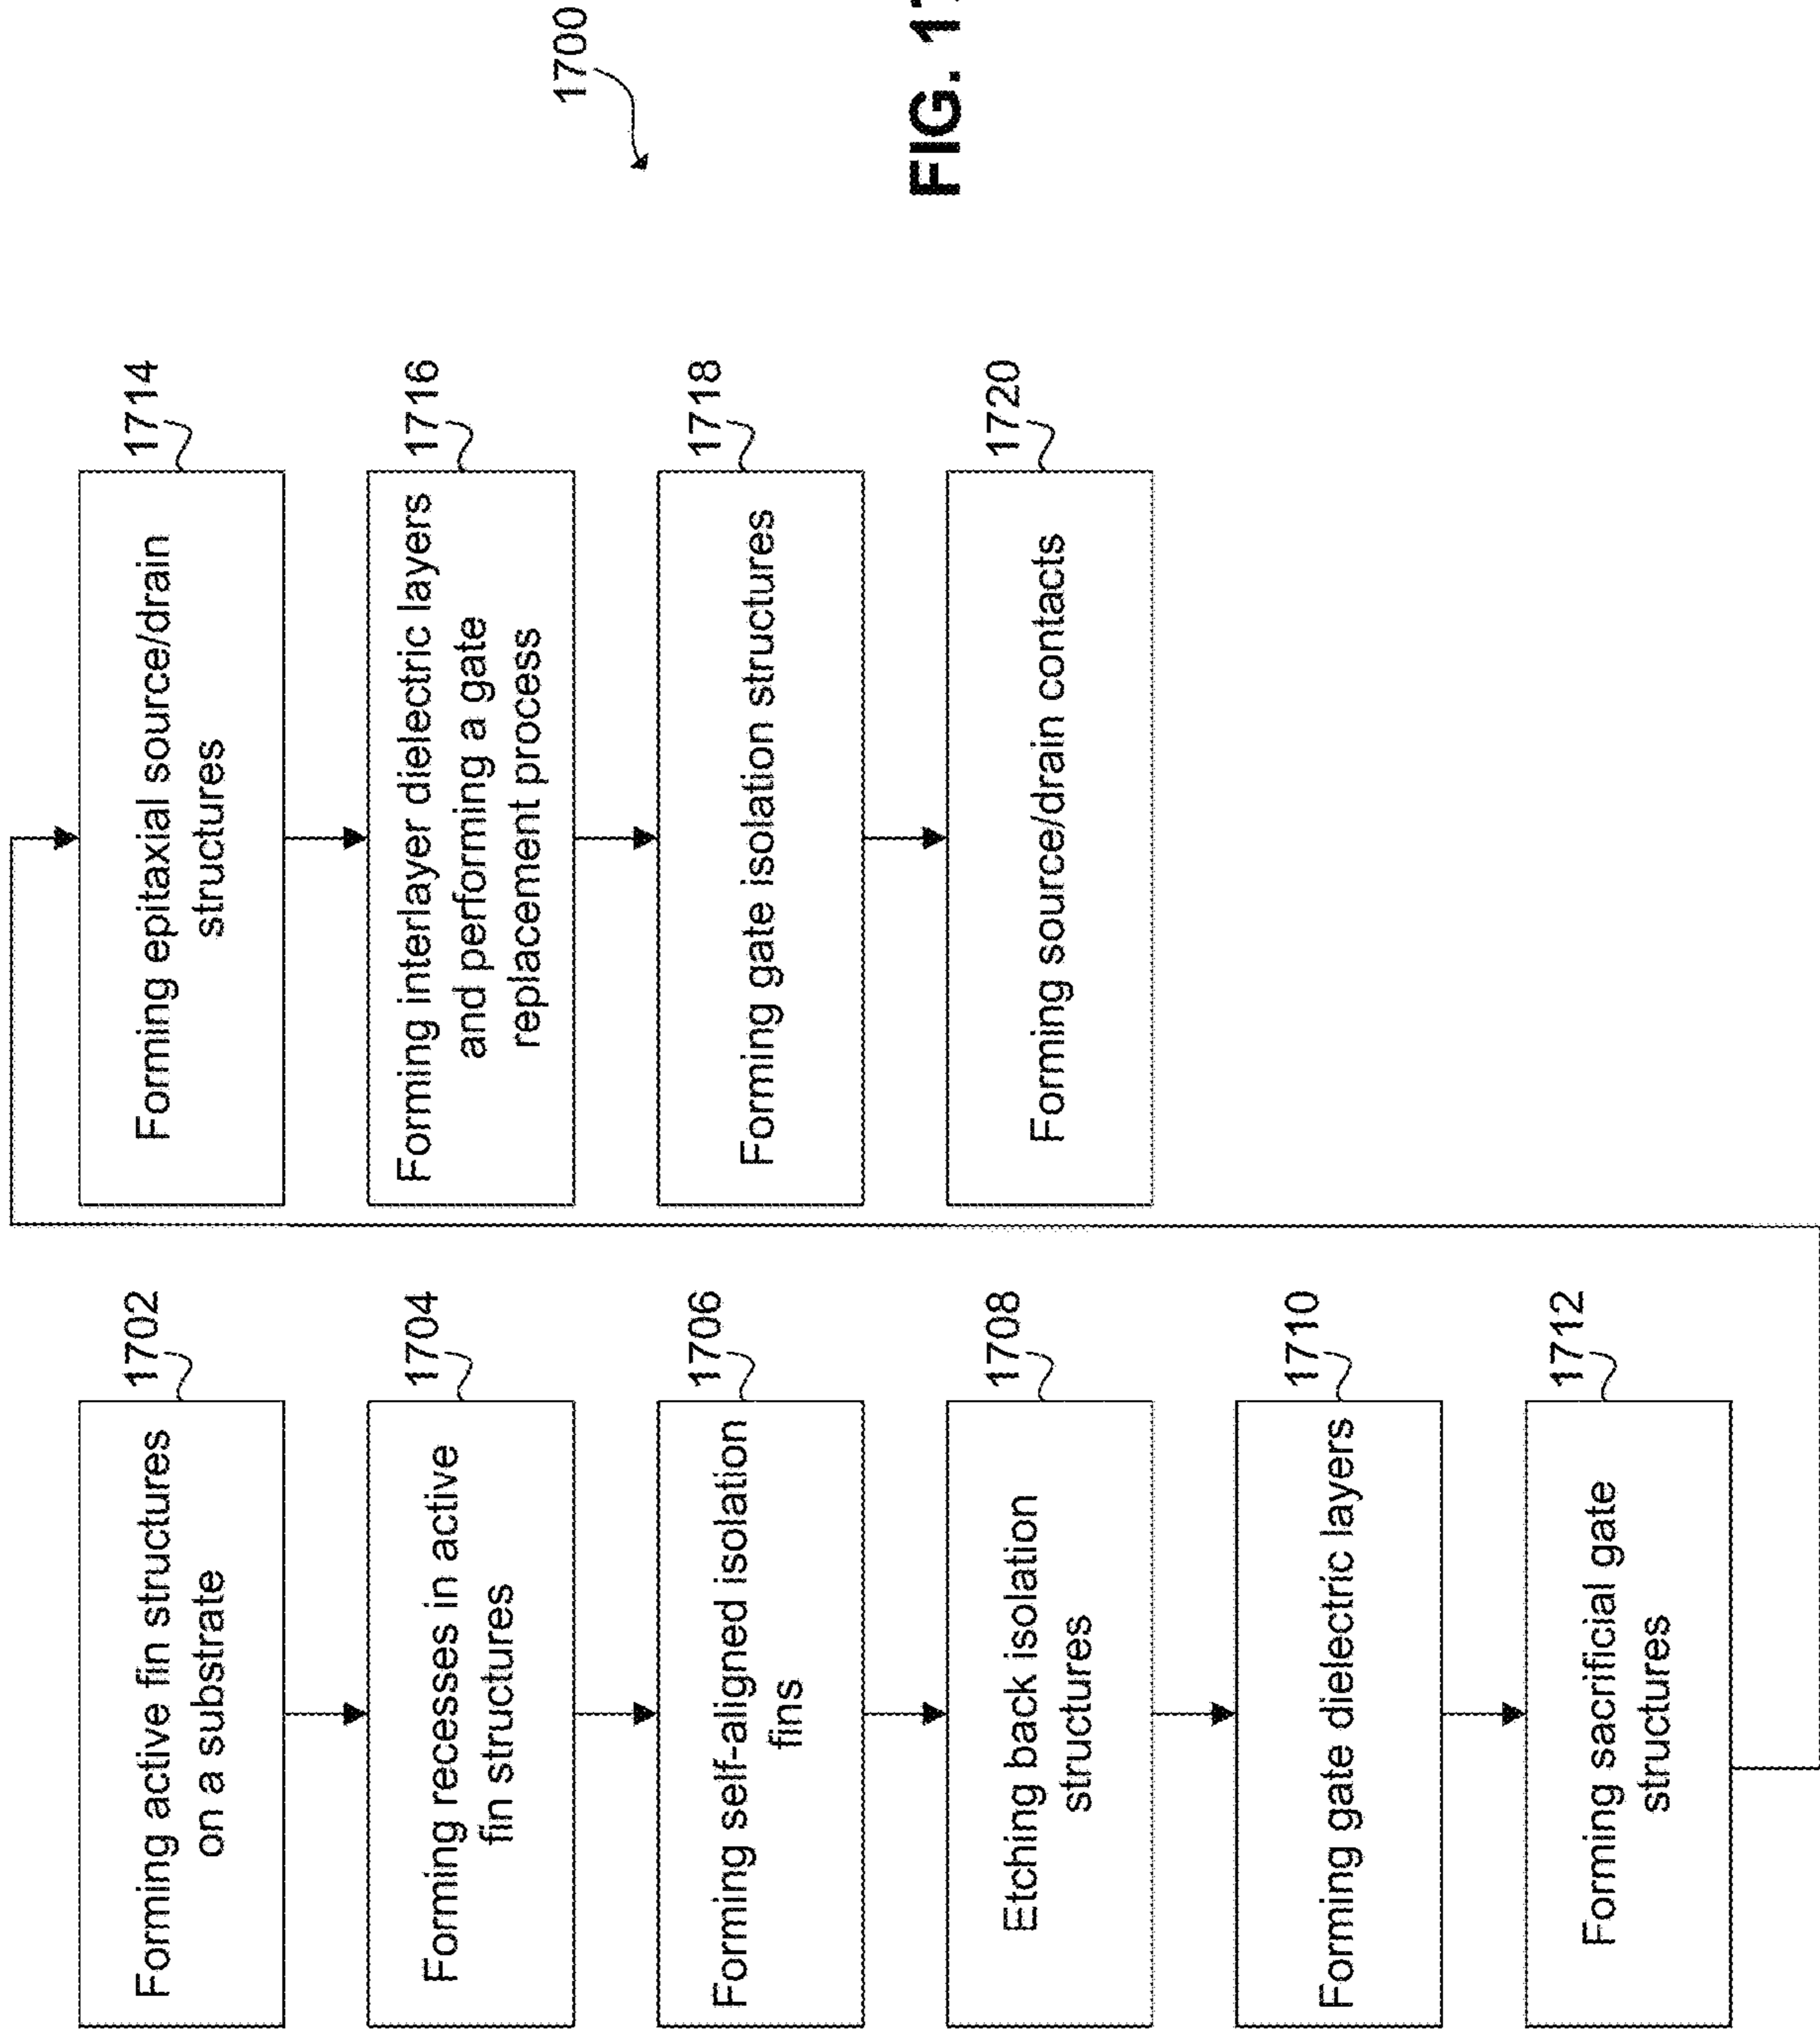 1702
Forming active fin structures
on a substrate
1704
Forming recesses in active
fin structures
1706
Forming self-aligned isolation
fins
1708
Etching back isolation
structures
1710
Forming gate dielectric layers
1712
Forming sacrificial gate
structures
1714
Forming epitaxial source/drain
structures
1716
Forming interlayer dielectric layers
and performing a gate
replacement process
1718
Forming gate isolation structures
1720
Forming source/drain contacts
1700
FIG. 17